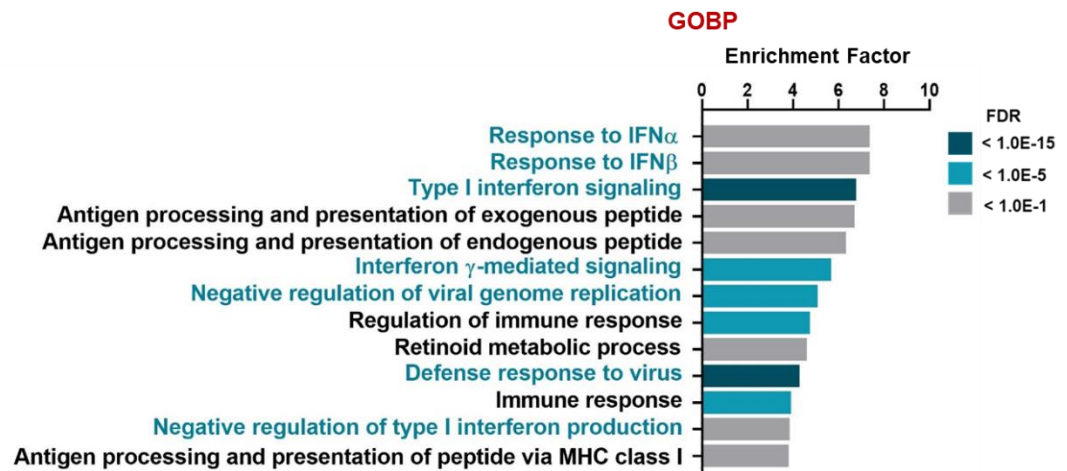 GOBP
Enrichment Factor
0 2 4 6 8 10
FDR
< 1.0E-15
< 1.0E-5
< 1.0E-1
Response to IFNα
Response to IFNβ
Type I interferon signaling
Antigen processing and presentation of exogenous peptide
Antigen processing and presentation of endogenous peptide
Interferon γ-mediated signaling
Negative regulation of viral genome replication
Regulation of immune response
Retinoid metabolic process
Defense response to virus
Immune response
Negative regulation of type I interferon production
Antigen processing and presentation of peptide via MHC class I